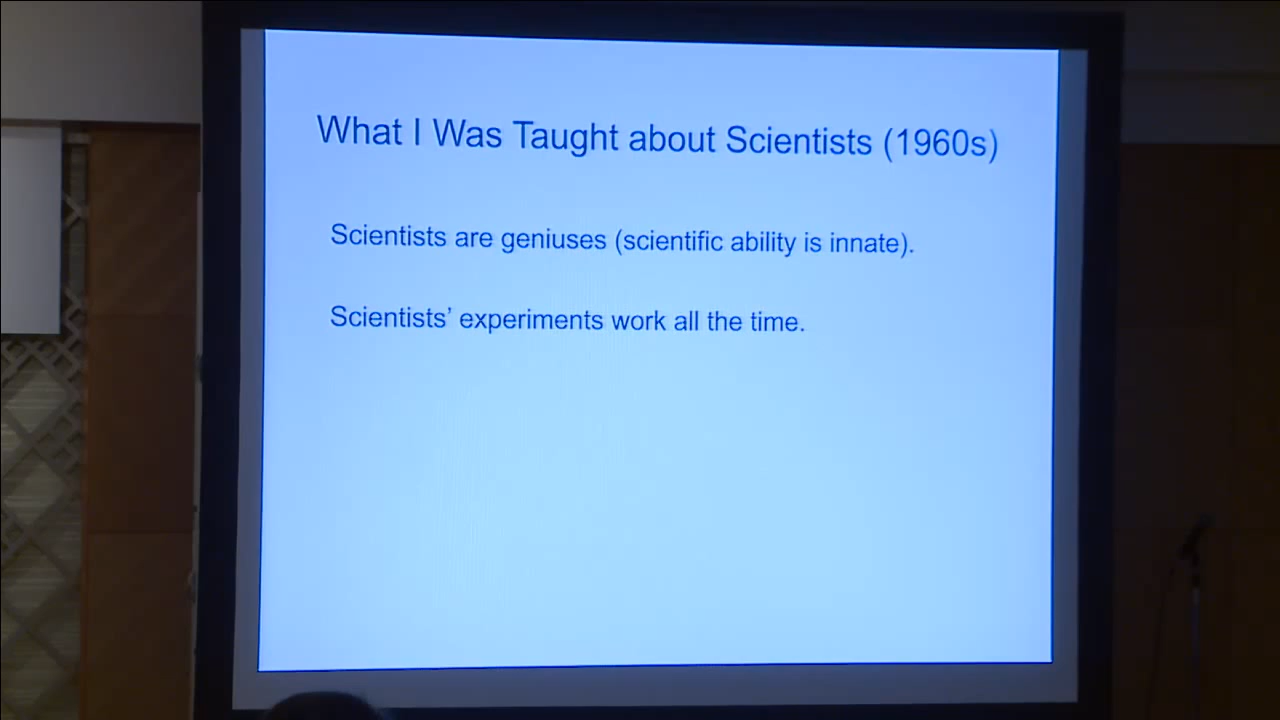 What I Was Taught about Scientists (1960s)
Scientists are geniuses (scientific ability is innate).
Scientists’ experiments work all the time.